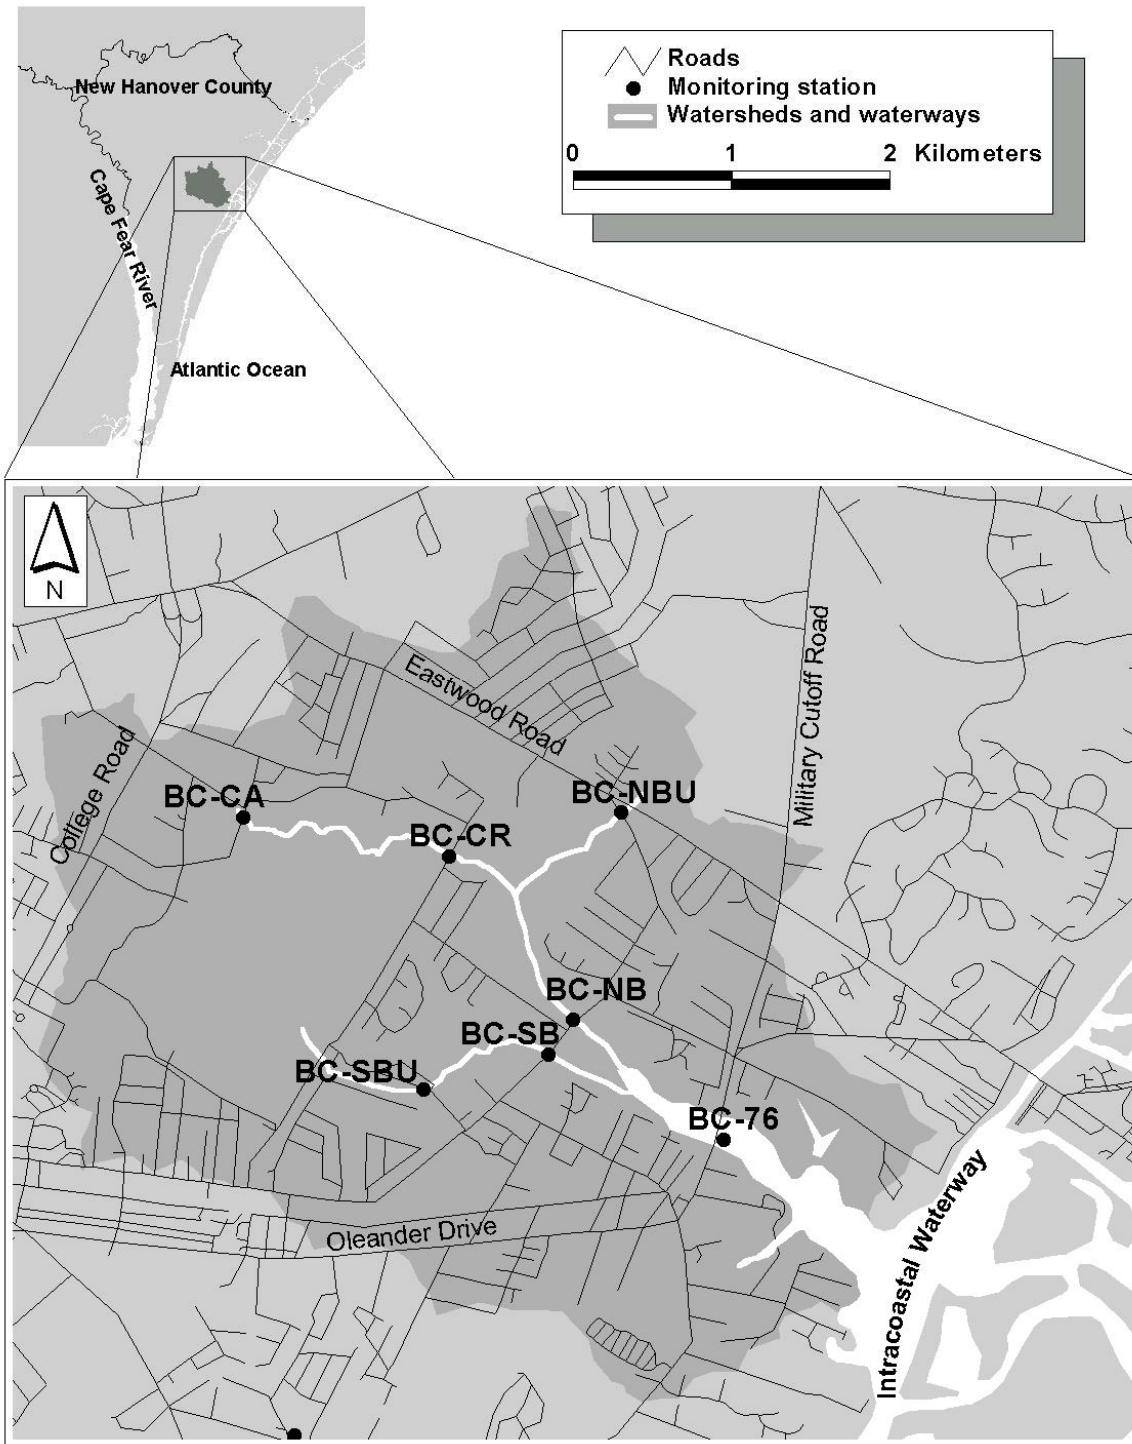 New Hanover County
Cape Fear River
Atlantic Ocean
Roads
Monitoring station
Watersheds and waterways
0 1 2 Kilometers
N
Eastwood Road
Military Cutoff Road
College Road
BC-CA
BC-NBU
BC-CR
BC-NB
BC-SB
BC-SBU
BC-76
Oleander Drive
Intracoastal Waterway